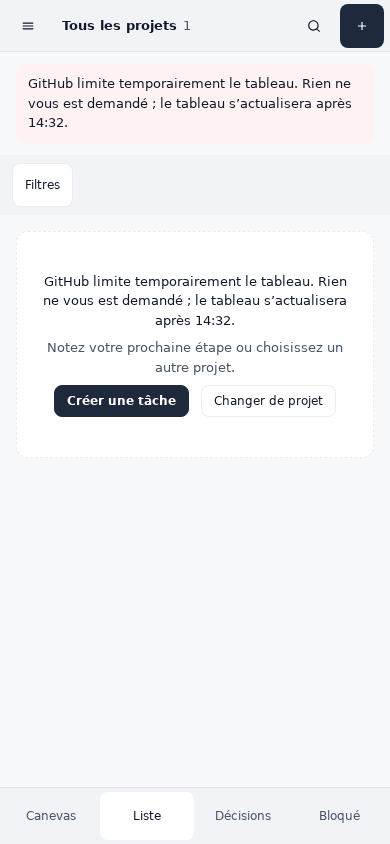 Tous les projets 1
GitHub limite temporairement le tableau. Rien ne
vous est demandé ; le tableau s’actualisera après
14:32.
Filtres
GitHub limite temporairement le tableau. Rien
ne vous est demandé ; le tableau s’actualisera
après 14:32.
Notez votre prochaine étape ou choisissez un
autre projet.
Créer une tâche
Changer de projet
Canevas
Liste
Décisions
Bloqué